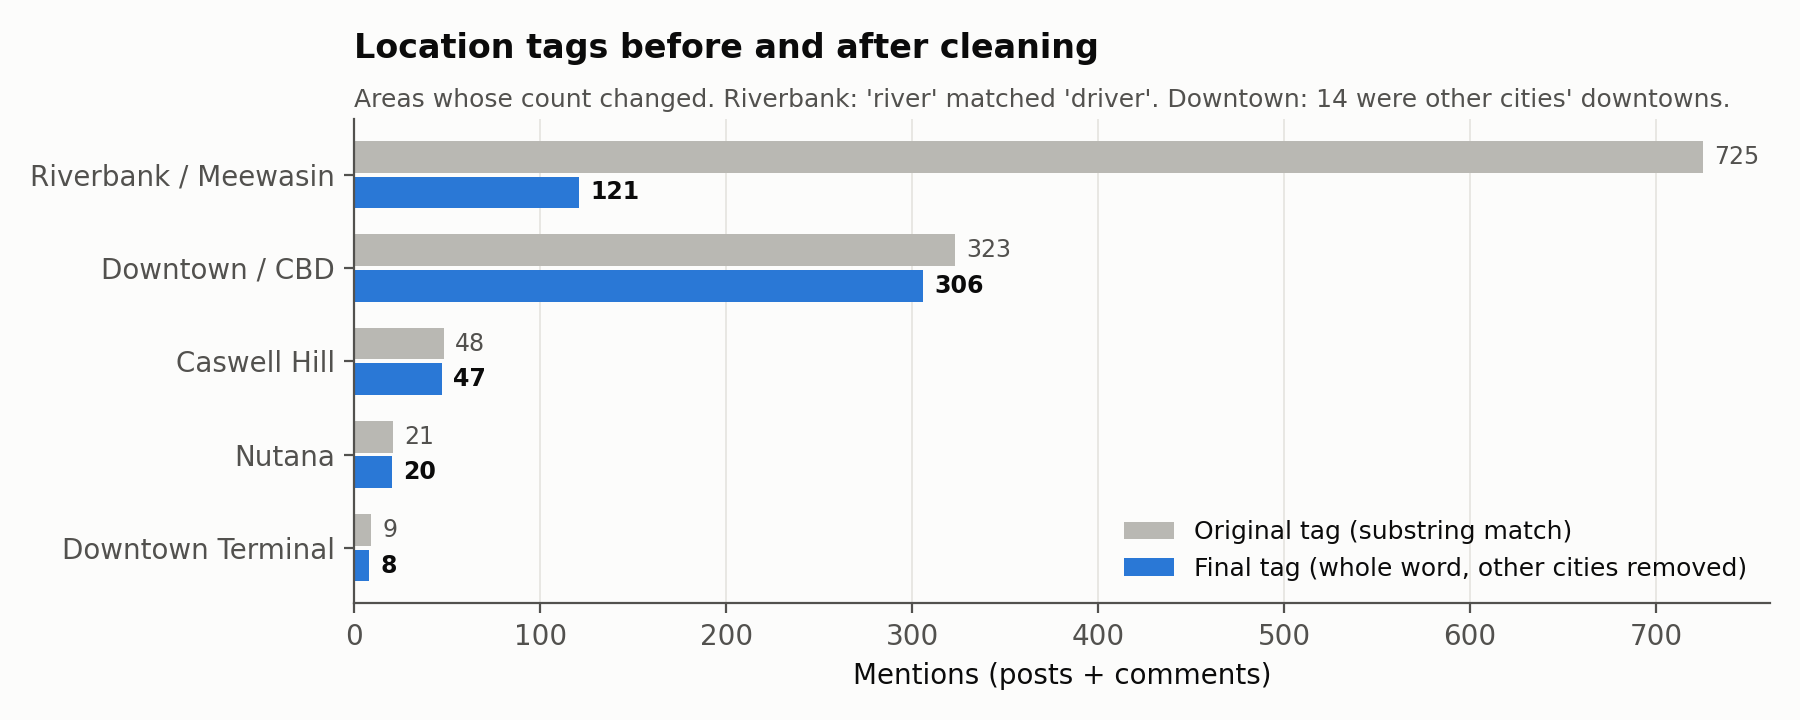 Location tags before and after cleaning
Areas whose count changed. Riverbank: 'river' matched 'driver'. Downtown: 14 were other cities' downtowns.
Riverbank / Meewasin
725
121
Downtown / CBD
323
306
Caswell Hill
48
47
Nutana
21
20
Downtown Terminal
9
8
Original tag (substring match)
Final tag (whole word, other cities removed)
0 100 200 300 400 500 600 700
Mentions (posts + comments)